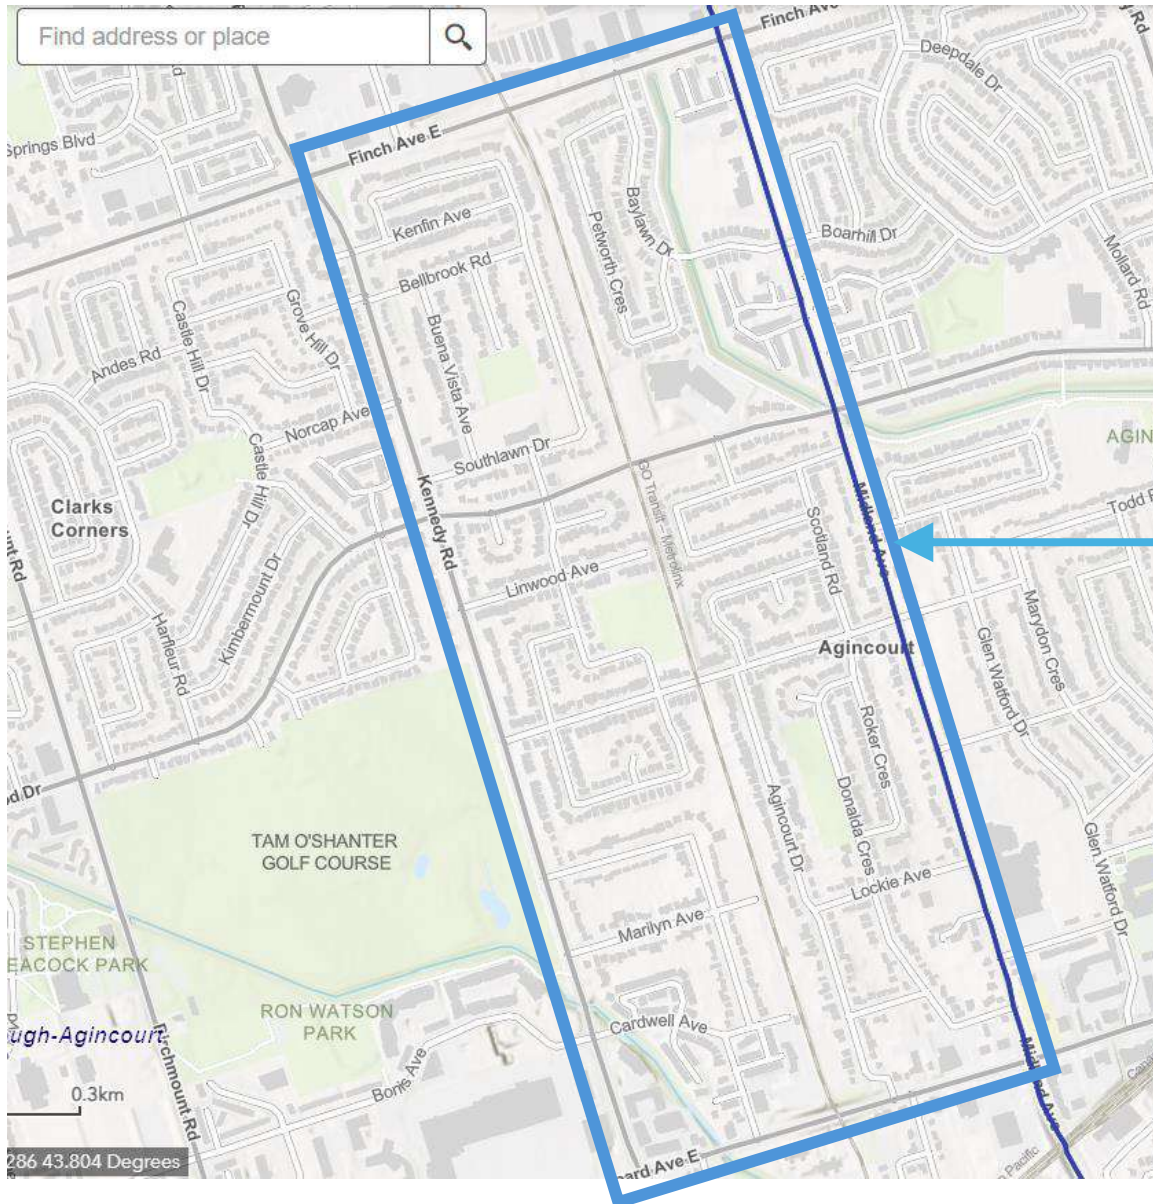 Find address or place
Finch Ave
Rd
Deepdale Dr
Springs Blvd
Finch Ave E
Kenfin Ave
Baylawn Dr
Petworth Cres
Boarhill Dr
Mollard Rd
Bellbrook Rd
Castle Hill Dr
Grove Hill Dr
Buena Vista Ave
Andes Rd
Norcap Ave
Southlawn Dr
AGIN
Castle Hill Dr
Clarks
Corners
Kennedy Rd
GO Transit - Metrolinx
Midland Ave
Scotland Rd
Todd
Linwood Ave
Kimbermount Dr
Harfleur Rd
Marydon Cres
Glen Watford Dr
Agincourt
Roker Cres
Donalda Cres
Agincourt Dr
TAM O'SHANTER
GOLF COURSE
Glen Watford Dr
Lockie Ave
Marilyn Ave
STEPHEN
EACOCK PARK
RON WATSON
PARK
Cardwell Ave
ugh-Agincourt
Birchmount Rd
Bonis Ave
Midland Ave
0.3km
ard Ave E
Pacific
286 43.804 Degrees